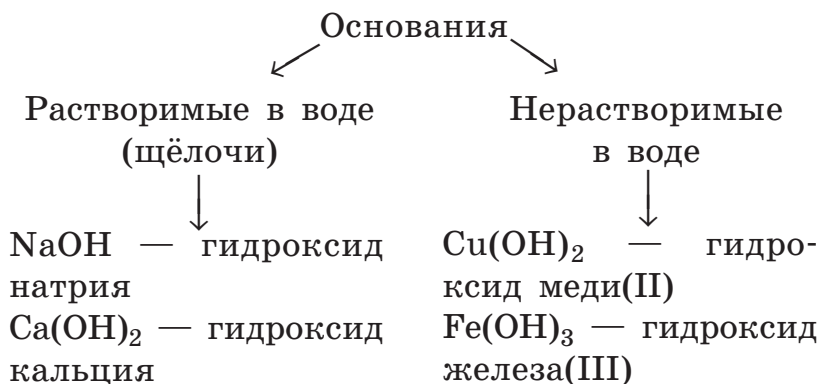 Основания
Растворимые в воде
(щёлочи)
Нерастворимые
в воде
NaOH — гидроксид
натрия
Ca(OH)₂ — гидроксид
кальция
Cu(OH)₂ — гидро-
ксид меди(II)
Fe(OH)₃ — гидроксид
железа(III)